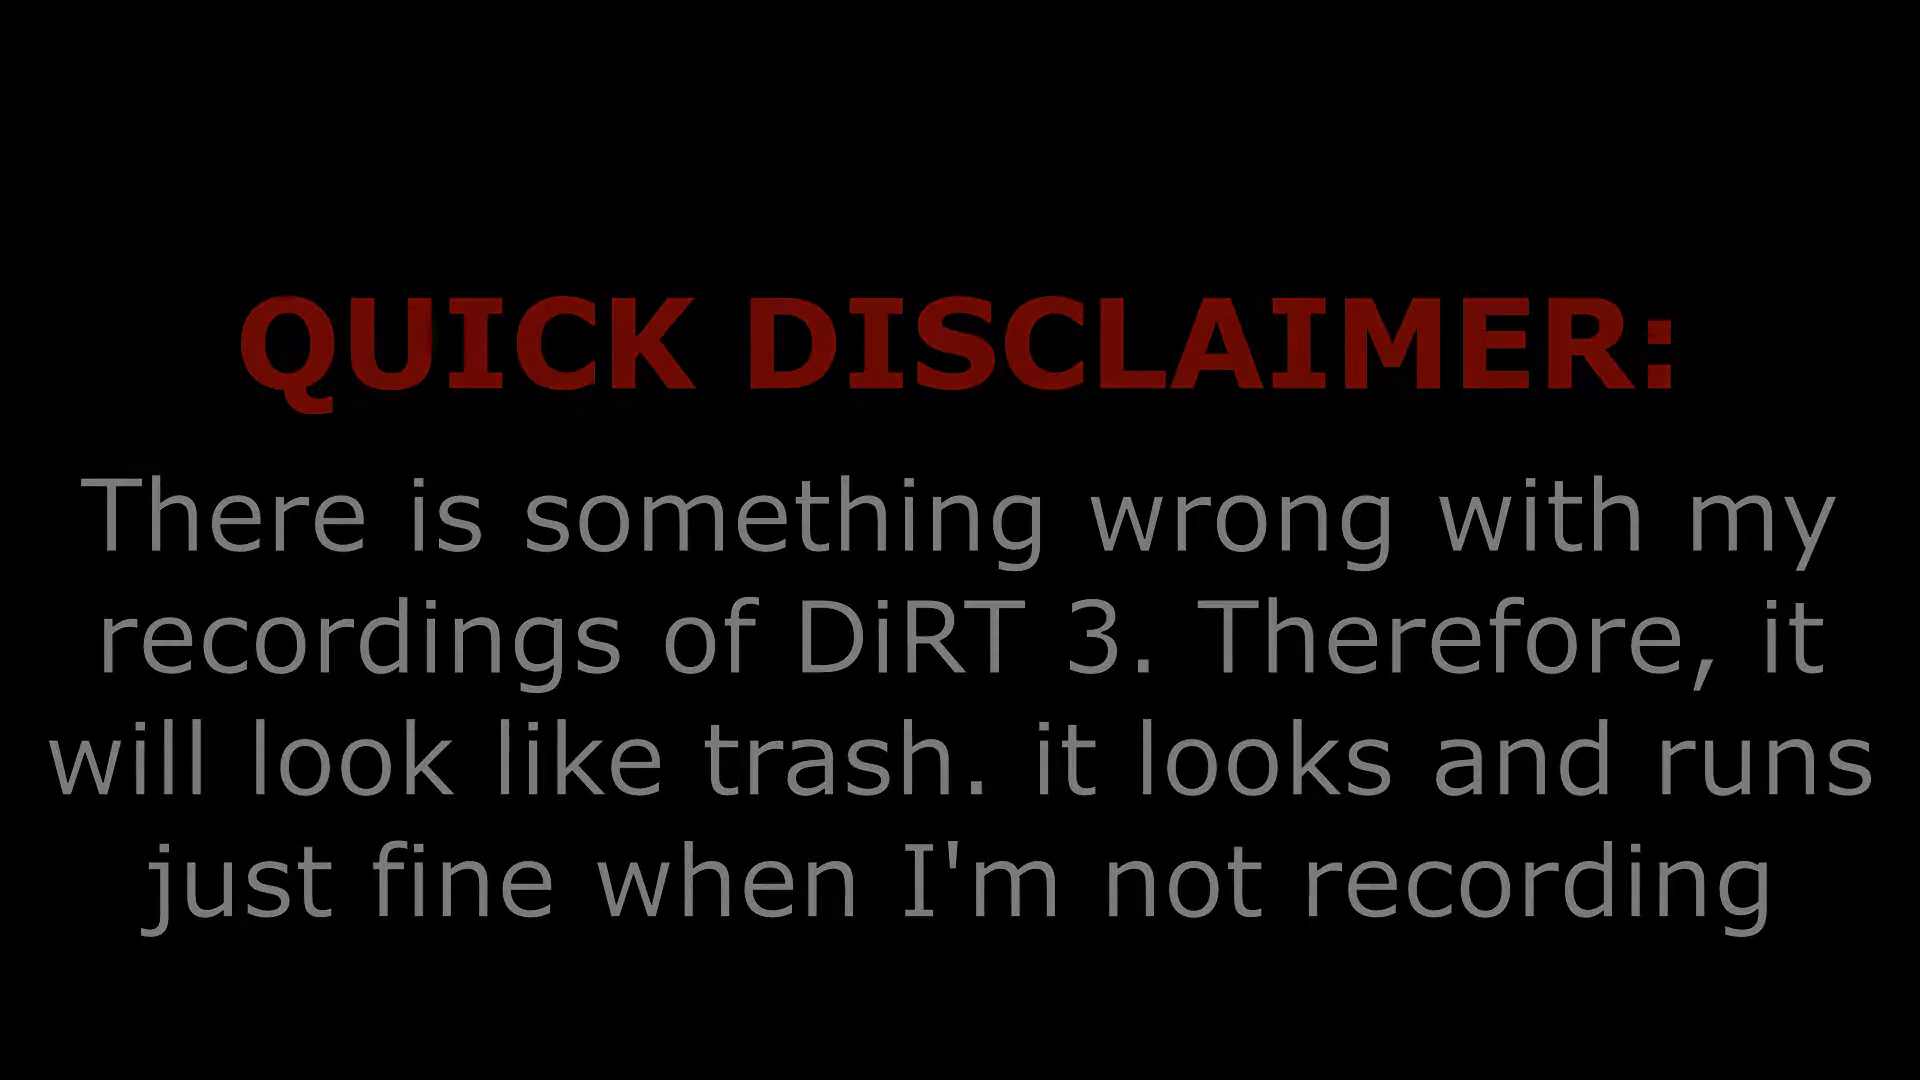 QUICK DISCLAIMER:
There is something wrong with my
recordings of DiRT 3. Therefore, it
will look like trash. it looks and runs
just fine when I'm not recording